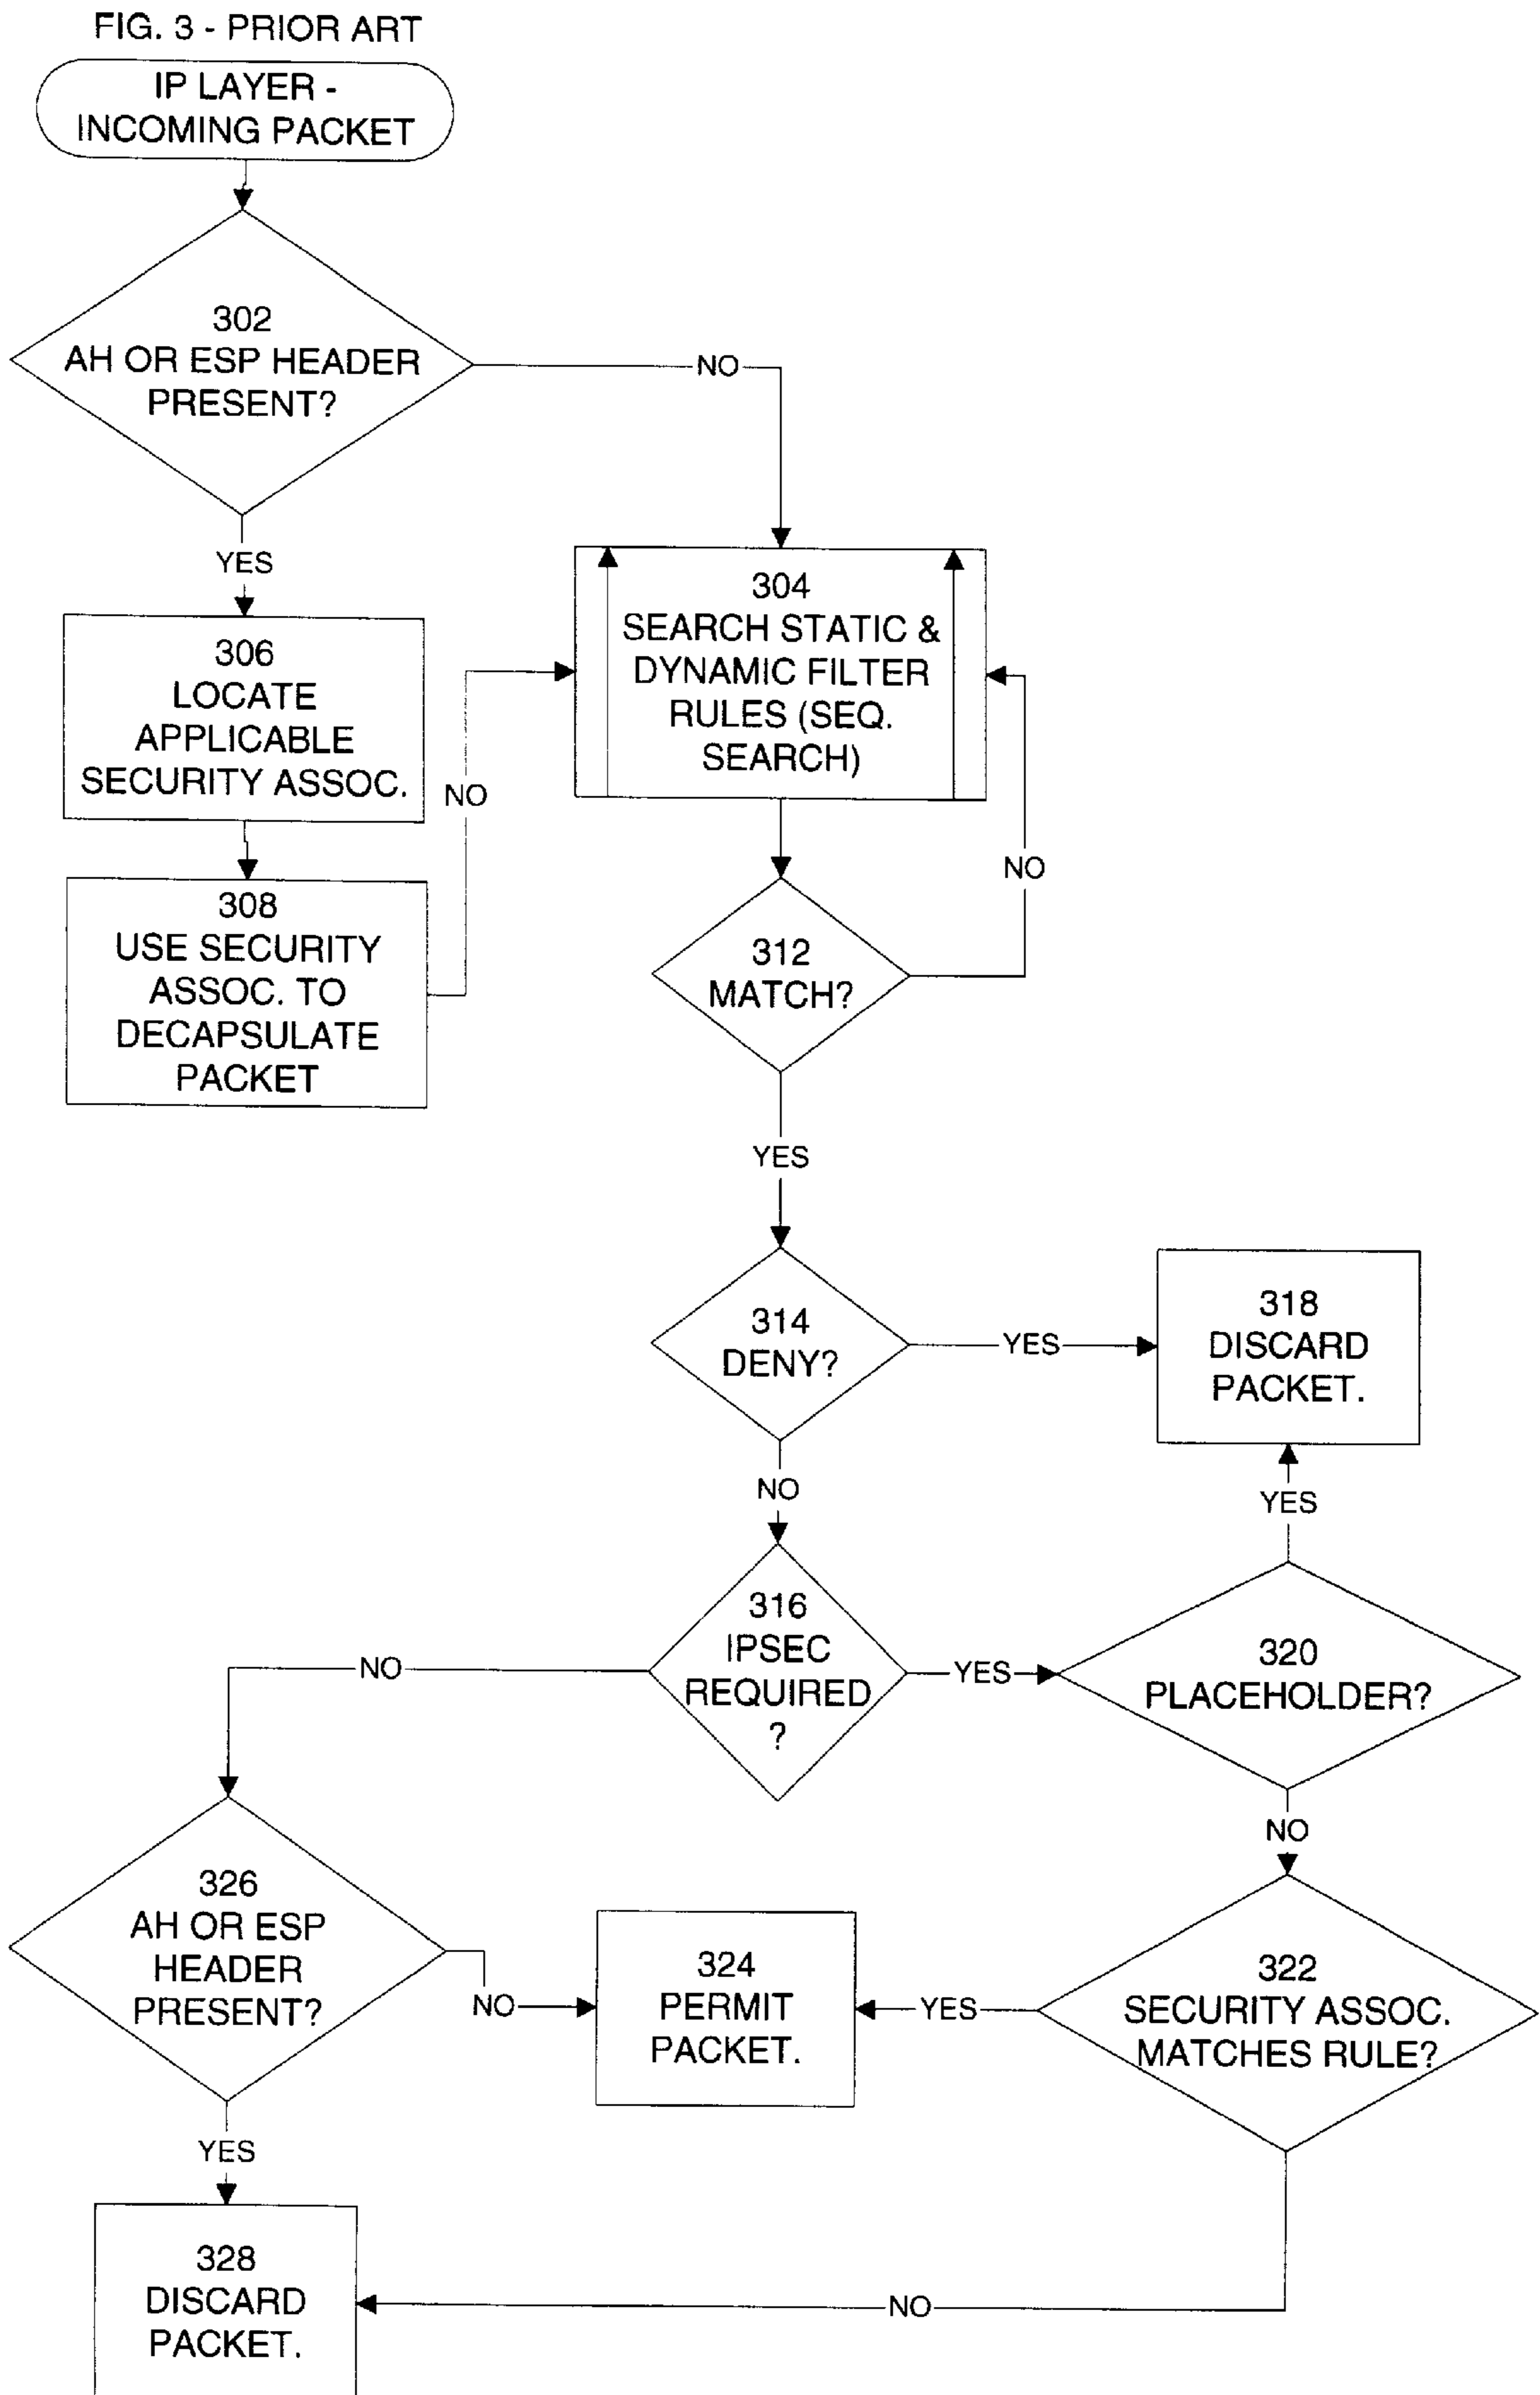 FIG. 3 - PRIOR ART
IP LAYER -
INCOMING PACKET
302
AH OR ESP HEADER
PRESENT?
NO
YES
304
SEARCH STATIC &
DYNAMIC FILTER
RULES (SEQ.
SEARCH)
306
LOCATE
APPLICABLE
SECURITY ASSOC.
NO
NO
308
USE SECURITY
ASSOC. TO
DECAPSULATE
PACKET
312
MATCH?
YES
314
DENY?
YES
318
DISCARD
PACKET.
NO
YES
316
IPSEC
REQUIRED
?
NO
YES
320
PLACEHOLDER?
NO
326
AH OR ESP
HEADER
PRESENT?
NO
324
PERMIT
PACKET.
YES
322
SECURITY ASSOC.
MATCHES RULE?
YES
328
DISCARD
PACKET.
NO